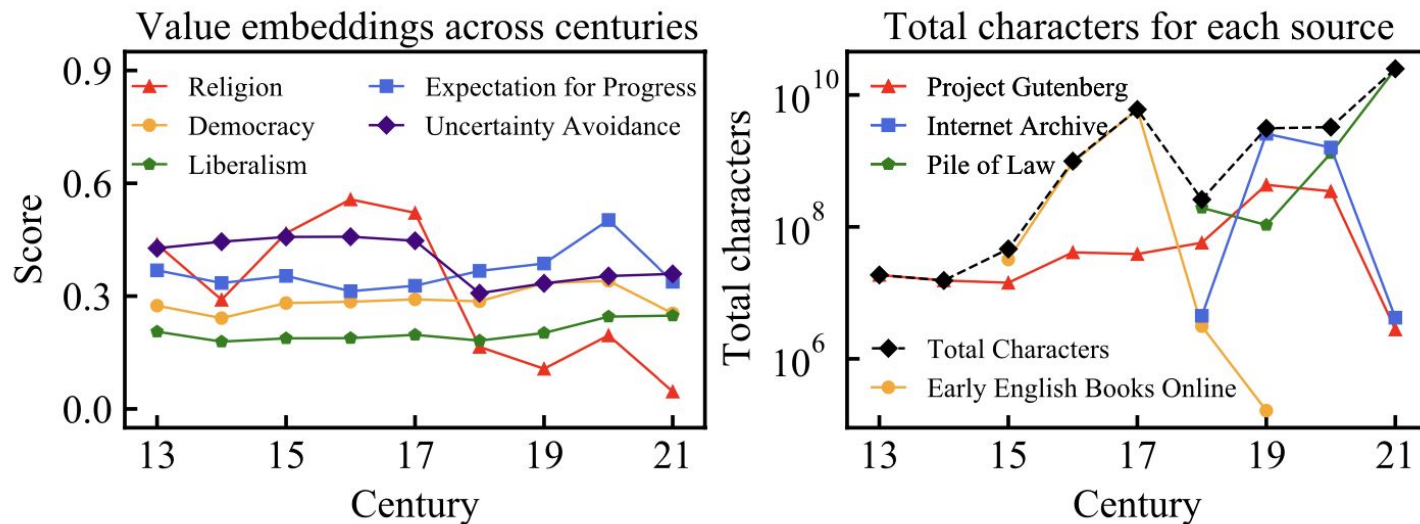 Value embeddings across centuries
0.9
0.6
0.3
0.0
Score
Religion
Democracy
Liberalism
Expectation for Progress
Uncertainty Avoidance
13 15 17 19 21
Century
Total characters for each source
10^10
10^8
10^6
Total characters
Project Gutenberg
Internet Archive
Pile of Law
Total Characters
Early English Books Online
13 15 17 19 21
Century